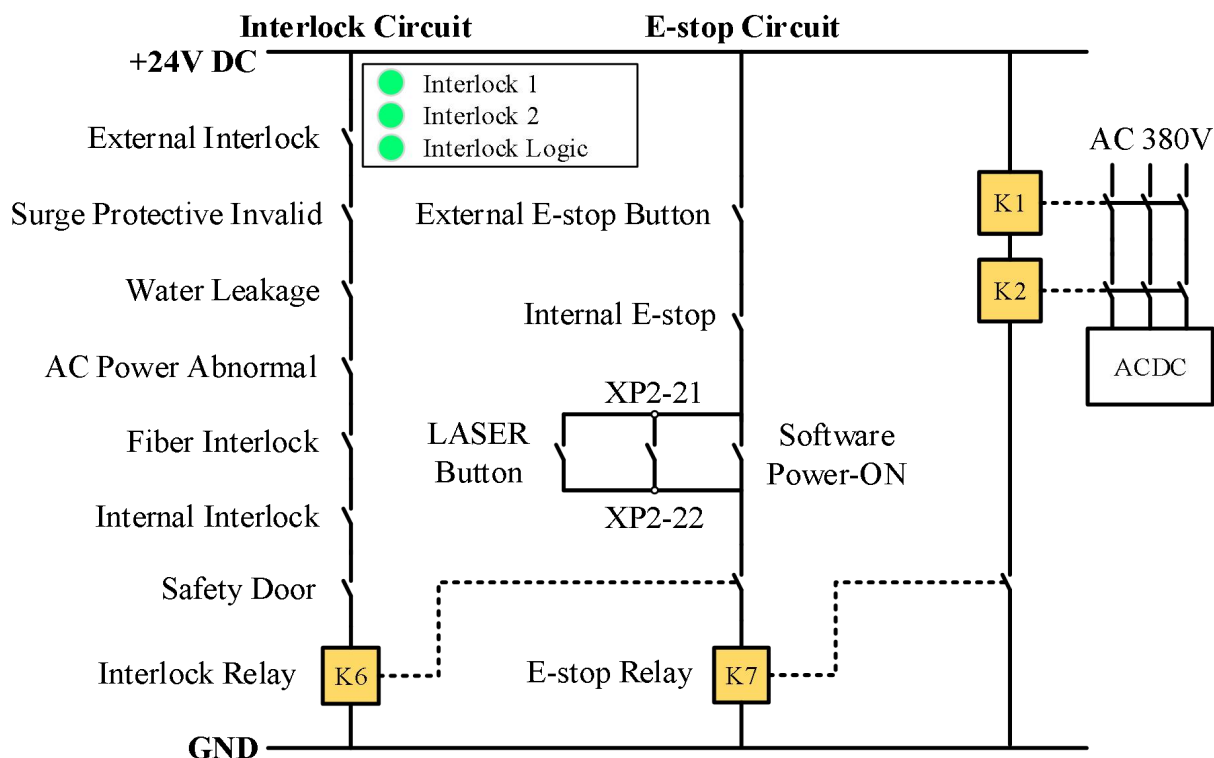 Interlock Circuit
E-stop Circuit
+24V DC
Interlock 1
Interlock 2
Interlock Logic
External Interlock
AC 380V
Surge Protective Invalid
External E-stop Button
K1
Water Leakage
K2
Internal E-stop
AC Power Abnormal
ACDC
XP2-21
Fiber Interlock
LASER
Button
Software
Power-ON
Internal Interlock
XP2-22
Safety Door
Interlock Relay
K6
E-stop Relay
K7
GND